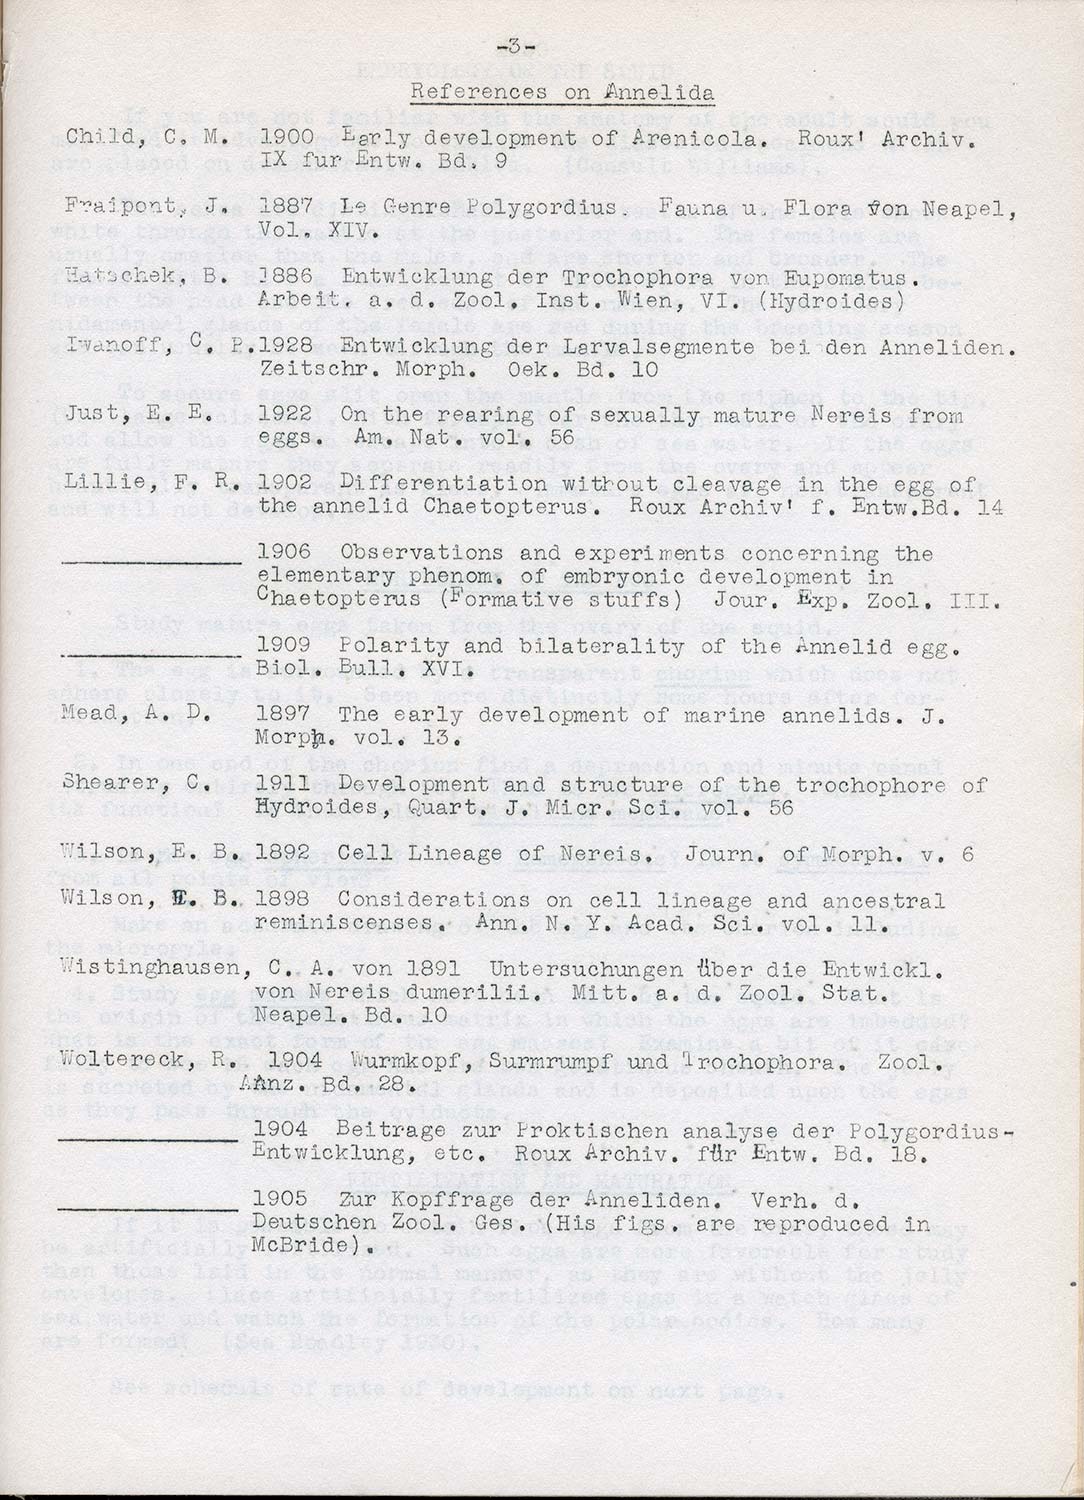 -3-
References on Annelida
Child, C. M. 1900 Early development of Arenicola. Roux' Archiv.
IX fur Entw. Bd. 9
Fraipont, J. 1887 Le Genre Polygordius. Fauna u. Flora von Neapel,
Vol. XIV.
Hatschek, B. 1886 Entwicklung der Trochophora von Eupomatus.
Arbeit. a. d. Zool. Inst. Wien, VI. (Hydroides)
Iwanoff, C. P. 1928 Entwicklung der Larvalsegmente bei den Anneliden.
Zeitschr. Morph. Oek. Bd. 10
Just, E. E. 1922 On the rearing of sexually mature Nereis from
eggs. Am. Nat. vol. 56
Lillie, F. R. 1902 Differentiation without cleavage in the egg of
the annelid Chaetopterus. Roux Archiv' f. Entw.Bd. 14
____________ 1906 Observations and experiments concerning the
elementary phenom. of embryonic development in
Chaetopterus (Formative stuffs) Jour. Exp. Zool. III.
____________ 1909 Polarity and bilaterality of the Annelid egg.
Biol. Bull. XVI.
Mead, A. D. 1897 The early development of marine annelids. J.
Morph. vol. 13.
Shearer, C. 1911 Development and structure of the trochophore of
Hydroides, Quart. J. Micr. Sci. vol. 56
Wilson, E. B. 1892 Cell Lineage of Nereis. Journ. of Morph. v. 6
Wilson, E. B. 1898 Considerations on cell lineage and ancestral
reminiscenses. Ann. N. Y. Acad. Sci. vol. 11.
Wistinghausen, C. A. von 1891 Untersuchungen über die Entwickl.
von Nereis dumerilii. Mitt. a. d. Zool. Stat.
Neapel. Bd. 10
Woltereck, R. 1904 Wurmkopf, Surmrumpf und Trochophora. Zool.
Anz. Bd. 28.
____________ 1904 Beitrage zur Proktischen analyse der Polygordius-
Entwicklung, etc. Roux Archiv. für Entw. Bd. 18.
____________ 1905 Zur Kopffrage der Anneliden. Verh. d.
Deutschen Zool. Ges. (His figs. are reproduced in
McBride).